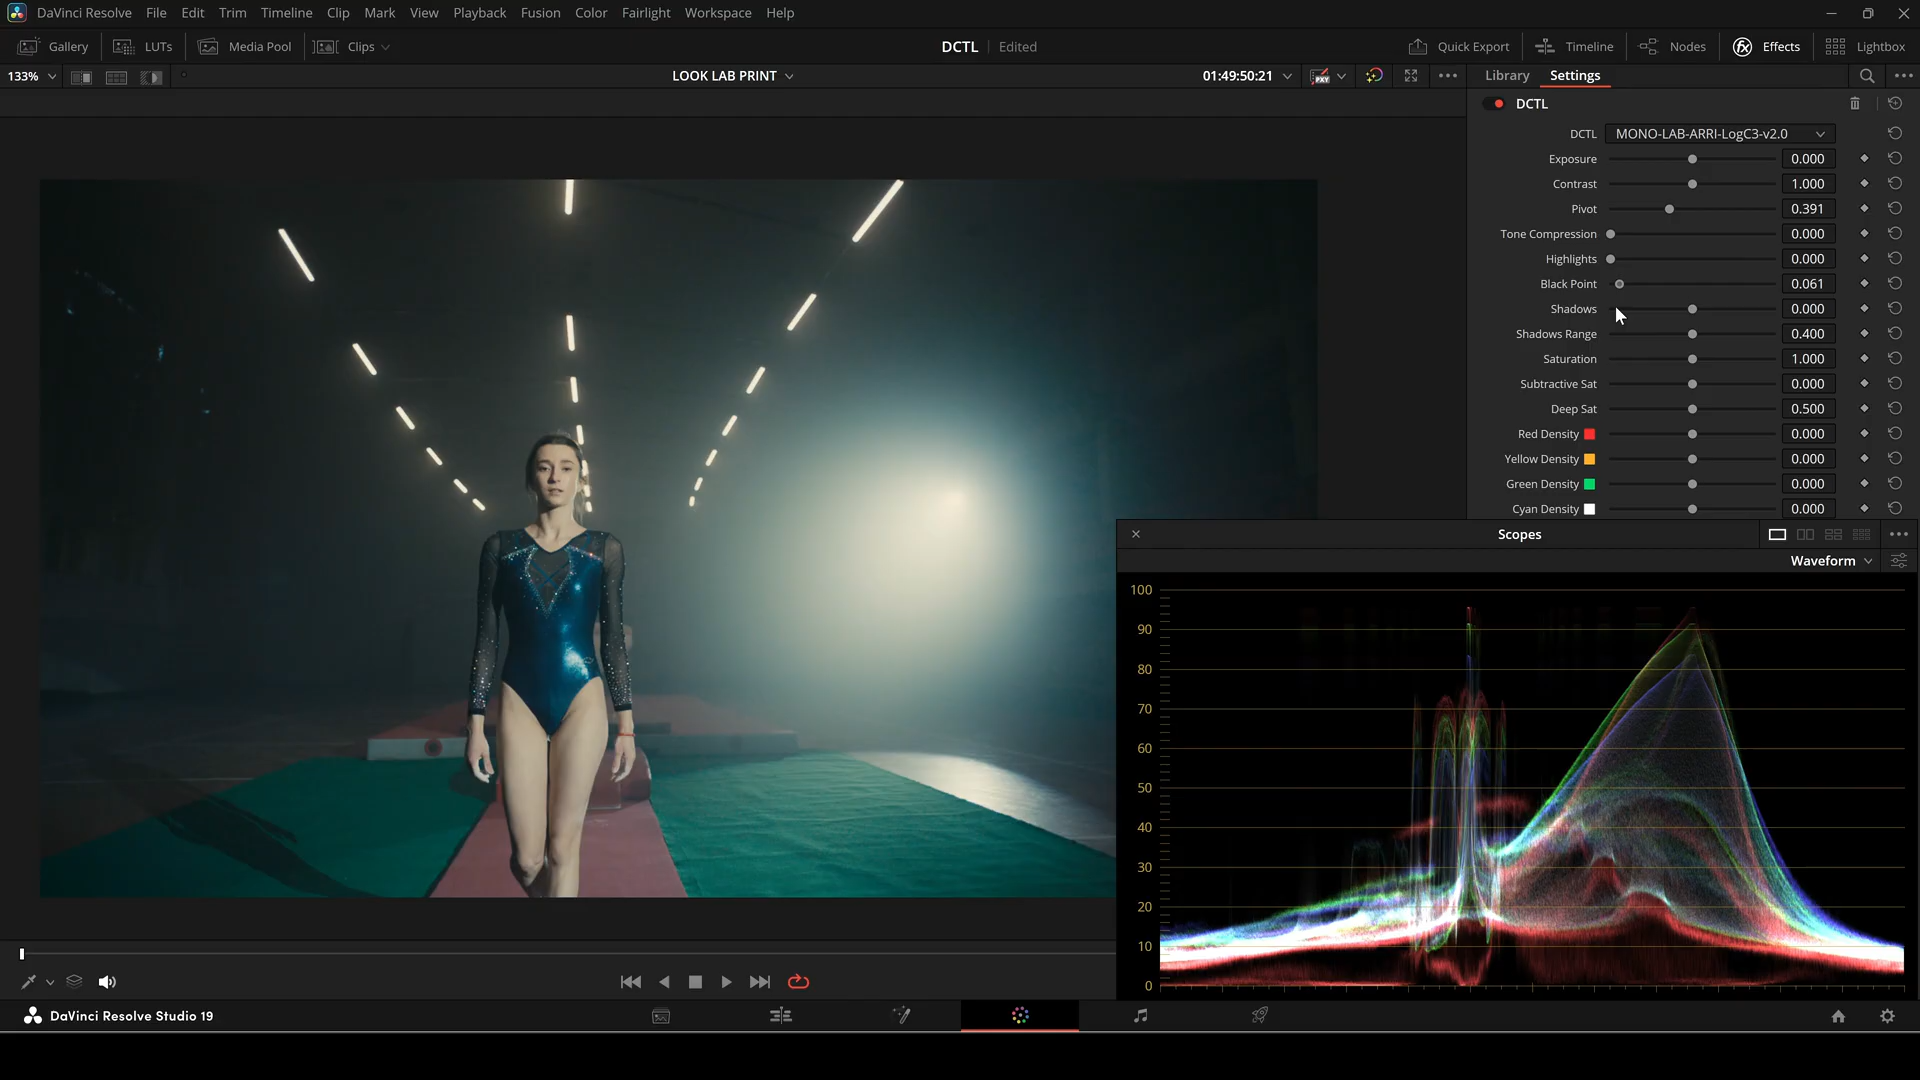 DaVinci Resolve File Edit Trim Timeline Clip Mark View Playback Fusion Color Fairlight Workspace Help
Gallery LUTs Media Pool Clips DCTL Edited Quick Export Timeline Nodes Effects Lightbox
133% LOOK LAB PRINT 01:49:50:21 PXY Library Settings
DCTL
DCTL MONO-LAB-ARRI-LogC3-v2.0
Exposure 0.000
Contrast 1.000
Pivot 0.391
Tone Compression 0.000
Highlights 0.000
Black Point 0.061
Shadows 0.000
Shadows Range 0.400
Saturation 1.000
Subtractive Sat 0.000
Deep Sat 0.500
Red Density 0.000
Yellow Density 0.000
Green Density 0.000
Cyan Density 0.000
Scopes
Waveform
100
90
80
70
60
50
40
30
20
10
0
DaVinci Resolve Studio 19